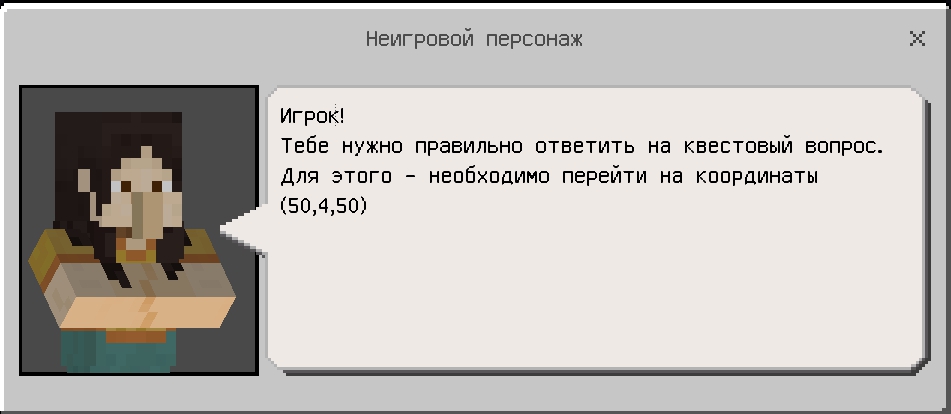 Неигровой персонаж
Игрок!
Тебе нужно правильно ответить на квестовый вопрос.
Для этого - необходимо перейти на координаты
(50,4,50)